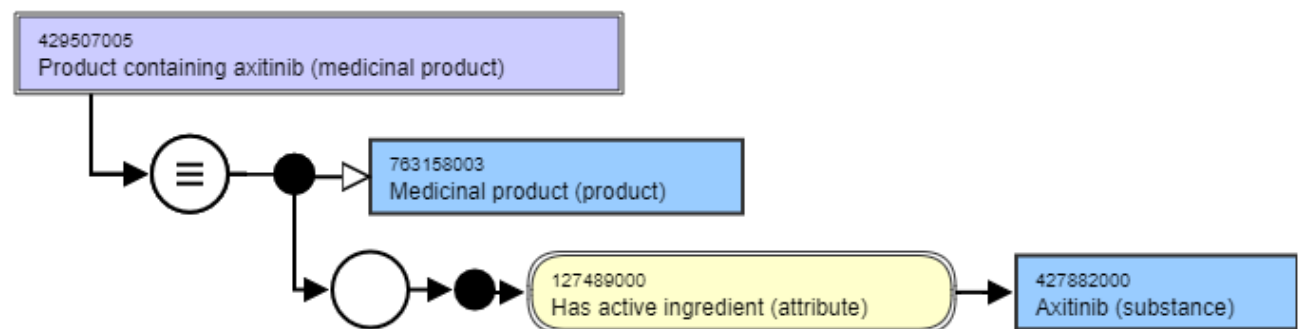 429507005
Product containing axitinib (medicinal product)
763158003
Medicinal product (product)
127489000
Has active ingredient (attribute)
427882000
Axitinib (substance)